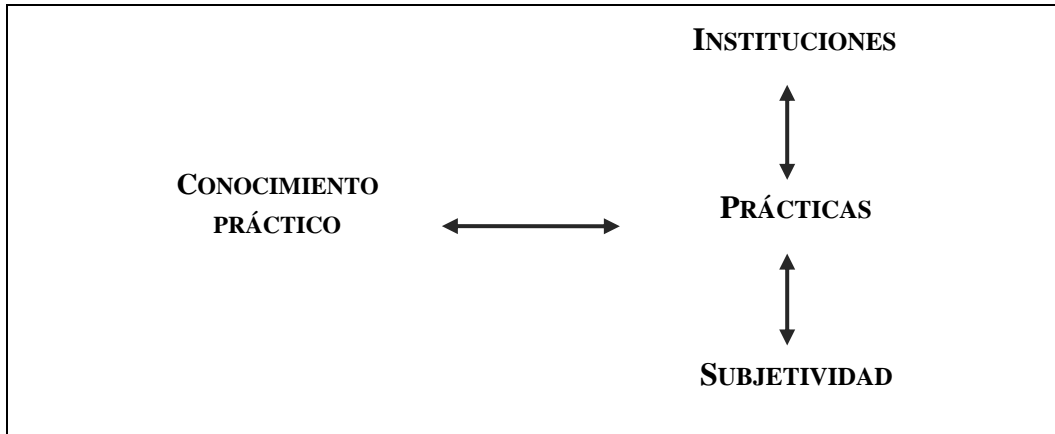 INSTITUCIONES
CONOCIMIENTO
PRÁCTICO
PRÁCTICAS
SUBJETIVIDAD